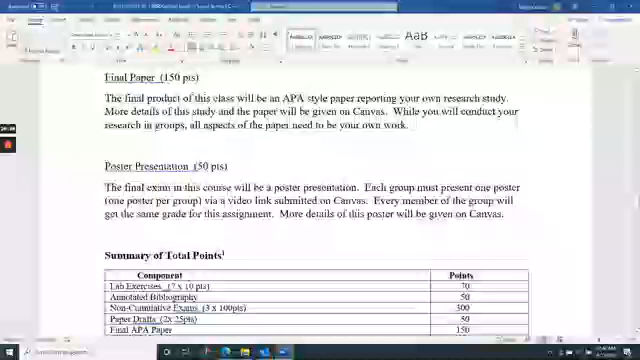 Final Paper (150 pts)
The final product of this class will be an APA style paper reporting your own research study.
More details of this study and the paper will be given on Canvas. While you will conduct your
research in groups, all aspects of the paper need to be your own work.
Poster Presentation (50 pts)
The final exam in this course will be a poster presentation. Each group must present one poster
(one poster per group) via a video link submitted on Canvas. Every member of the group will
get the same grade for this assignment. More details of this poster will be given on Canvas.
Summary of Total Points¹
Component Points
Lab Exercises (7 x 10 pts) 70
Annotated Bibliography 50
Non-Cumulative Exams (3 x 100pts) 300
Paper Drafts (2x 25pts) 50
Final APA Paper 150